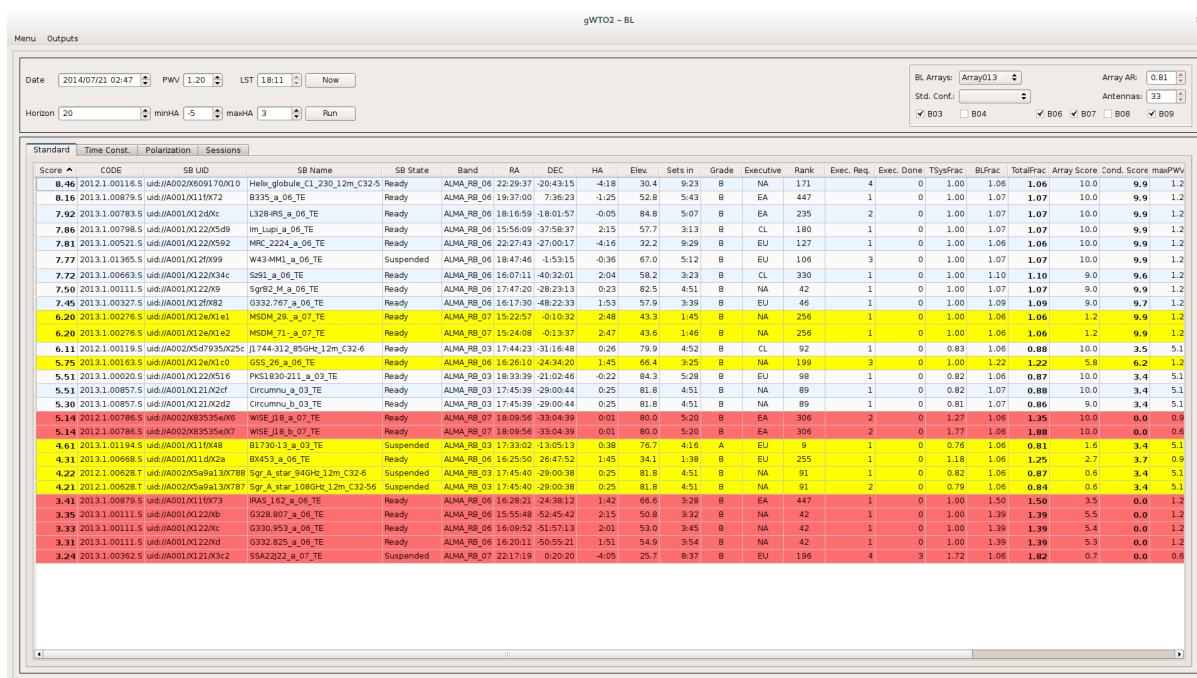 gWTO2 – BL
Menu Outputs
Date 2014/07/21 02:47 PWV 1.20 LST 18:11 Now
BL Arrays: Array013 Array AR: 0.81
Std. Conf.: Antennas: 33
Horizon 20 minHA -5 maxHA 3 Run
B03 B04 B06 B07 B08 B09
Standard Time Const. Polarization Sessions
Score CODE SB UID SB Name SB State Band RA DEC HA Elev. Sets in Grade Executive Rank Exec. Req. Exec. Done TSysFrac BLFrac TotalFrac Array Score Cond. Score maxPWV
8.46 2012.1.00116.S uid://A002/X609170/X10 Helix_globule_C1_230_12m_C32-5 Ready ALMA_RB_06 22:29:37 -20:43:15 -4:18 30.4 9:23 B NA 171 4 0 1.00 1.06 1.06 10.0 9.9 1.2
8.16 2013.1.00879.S uid://A001/X11f/X72 B335_a_06_TE Ready ALMA_RB_06 19:37:00 7:36:23 -1:25 52.8 5:43 B EA 447 1 0 1.00 1.07 1.07 10.0 9.9 1.2
7.92 2013.1.00783.S uid://A001/X12d/Xc L328-IRS_a_06_TE Ready ALMA_RB_06 18:16:59 -18:01:57 -0:05 84.8 5:07 B EA 235 2 0 1.00 1.07 1.07 10.0 9.9 1.2
7.86 2013.1.00798.S uid://A001/X122/X5d9 Im_Lupi_a_06_TE Ready ALMA_RB_06 15:56:09 -37:58:37 2:15 57.7 3:13 B CL 180 1 0 1.00 1.07 1.07 10.0 9.9 1.2
7.81 2013.1.00521.S uid://A001/X122/X592 MRC_2224_a_06_TE Ready ALMA_RB_06 22:27:43 -27:00:17 -4:16 32.2 9:29 B EU 127 1 0 1.00 1.06 1.06 10.0 9.9 1.2
7.77 2013.1.01365.S uid://A001/X12f/X99 W43-MM1_a_06_TE Suspended ALMA_RB_06 18:47:46 -1:53:15 -0:36 67.0 5:12 B EU 106 3 0 1.00 1.07 1.07 10.0 9.9 1.2
7.72 2013.1.00663.S uid://A001/X122/X34c Sz91_a_06_TE Ready ALMA_RB_06 16:07:11 -40:32:01 2:04 58.2 3:23 B CL 330 1 0 1.00 1.10 1.10 9.0 9.6 1.2
7.50 2013.1.00111.S uid://A001/X122/X9 SgrB2_M_a_06_TE Ready ALMA_RB_06 17:47:20 -28:23:13 0:23 82.5 4:51 B NA 42 1 0 1.00 1.07 1.07 9.0 9.9 1.2
7.45 2013.1.00327.S uid://A001/X12f/X82 G332.767_a_06_TE Ready ALMA_RB_06 16:17:30 -48:22:33 1:53 57.9 3:39 B EU 46 1 0 1.00 1.09 1.09 9.0 9.7 1.2
6.20 2013.1.00276.S uid://A001/X12e/X1e1 MSDM_29._a_07_TE Ready ALMA_RB_07 15:22:57 -0:10:32 2:48 43.3 1:45 B NA 256 1 0 1.00 1.06 1.06 1.2 9.9 1.2
6.20 2013.1.00276.S uid://A001/X12e/X1e2 MSDM_71-_a_07_TE Ready ALMA_RB_07 15:24:08 -0:13:37 2:47 43.6 1:46 B NA 256 1 0 1.00 1.06 1.06 1.2 9.9 1.2
6.11 2012.1.00119.S uid://A002/X5d7935/X25c J1744-312_85GHz_12m_C32-6 Ready ALMA_RB_03 17:44:23 -31:16:48 0:26 79.9 4:52 B CL 92 1 0 0.83 1.06 0.88 10.0 3.5 5.1
5.75 2013.1.00163.S uid://A001/X12e/X1c0 GSS_26_a_06_TE Ready ALMA_RB_06 16:26:10 -24:34:20 1:45 66.4 3:25 B NA 199 3 0 1.00 1.22 1.22 5.8 6.2 1.2
5.51 2013.1.00020.S uid://A001/X122/X516 PKS1830-211_a_03_TE Ready ALMA_RB_03 18:33:39 -21:02:46 -0:22 84.3 5:28 B EU 98 1 0 0.82 1.06 0.87 10.0 3.4 5.1
5.51 2013.1.00857.S uid://A001/X121/X2cf Circumnu_a_03_TE Ready ALMA_RB_03 17:45:39 -29:00:44 0:25 81.8 4:51 B NA 89 1 0 0.82 1.07 0.88 10.0 3.4 5.1
5.30 2013.1.00857.S uid://A001/X121/X2d2 Circumnu_b_03_TE Ready ALMA_RB_03 17:45:39 -29:00:44 0:25 81.8 4:51 B NA 89 1 0 0.81 1.07 0.86 9.0 3.4 5.1
5.14 2012.1.00786.S uid://A002/X83535e/X6 WISE_J18_a_07_TE Ready ALMA_RB_07 18:09:56 -33:04:39 0:01 80.0 5:20 B EA 306 2 0 1.27 1.06 1.35 10.0 0.0 0.9
5.14 2012.1.00786.S uid://A002/X83535e/X7 WISE_J18_b_07_TE Ready ALMA_RB_07 18:09:56 -33:04:39 0:01 80.0 5:20 B EA 306 2 0 1.77 1.06 1.88 10.0 0.0 0.6
4.61 2013.1.01194.S uid://A001/X11f/X48 B1730-13_a_03_TE Suspended ALMA_RB_03 17:33:02 -13:05:13 0:38 76.7 4:16 A EU 9 1 0 0.76 1.06 0.81 1.6 3.4 5.1
4.31 2013.1.00668.S uid://A001/X11d/X2a BX453_a_06_TE Ready ALMA_RB_06 16:25:50 26:47:52 1:45 34.1 1:38 B EU 255 1 0 1.18 1.06 1.25 2.7 3.7 0.9
4.22 2012.1.00628.T uid://A002/X5a9a13/X788 Sgr_A_star_94GHz_12m_C32-6 Suspended ALMA_RB_03 17:45:40 -29:00:38 0:25 81.8 4:51 B NA 91 1 0 0.82 1.06 0.87 0.6 3.4 5.1
4.21 2012.1.00628.T uid://A002/X5a9a13/X787 Sgr_A_star_108GHz_12m_C32-56 Suspended ALMA_RB_03 17:45:40 -29:00:38 0:25 81.8 4:51 B NA 91 2 0 0.79 1.06 0.84 0.6 3.4 5.1
3.41 2013.1.00879.S uid://A001/X11f/X73 IRAS_162_a_06_TE Ready ALMA_RB_06 16:28:21 -24:38:12 1:42 66.6 3:28 B EA 447 1 0 1.00 1.50 1.50 3.5 0.0 1.2
3.35 2013.1.00111.S uid://A001/X122/Xb G328.807_a_06_TE Ready ALMA_RB_06 15:55:48 -52:45:42 2:15 50.8 3:32 B NA 42 1 0 1.00 1.39 1.39 5.5 0.0 1.2
3.33 2013.1.00111.S uid://A001/X122/Xc G330.953_a_06_TE Ready ALMA_RB_06 16:09:52 -51:57:13 2:01 53.0 3:45 B NA 42 1 0 1.00 1.39 1.39 5.4 0.0 1.2
3.31 2013.1.00111.S uid://A001/X122/Xd G332.825_a_06_TE Ready ALMA_RB_06 16:20:11 -50:55:21 1:51 54.9 3:54 B NA 42 1 0 1.00 1.39 1.39 5.3 0.0 1.2
3.24 2013.1.00362.S uid://A001/X121/X3c2 SSA22J22_a_07_TE Suspended ALMA_RB_07 22:17:19 0:20:20 -4:05 25.7 8:37 B EU 196 4 3 1.72 1.06 1.82 0.7 0.0 0.6